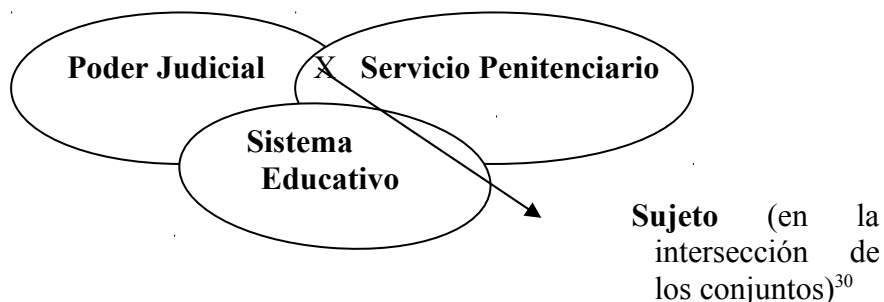 Poder Judicial X Servicio Penitenciario
Sistema
Educativo
Sujeto (en la
intersección de
los conjuntos)30